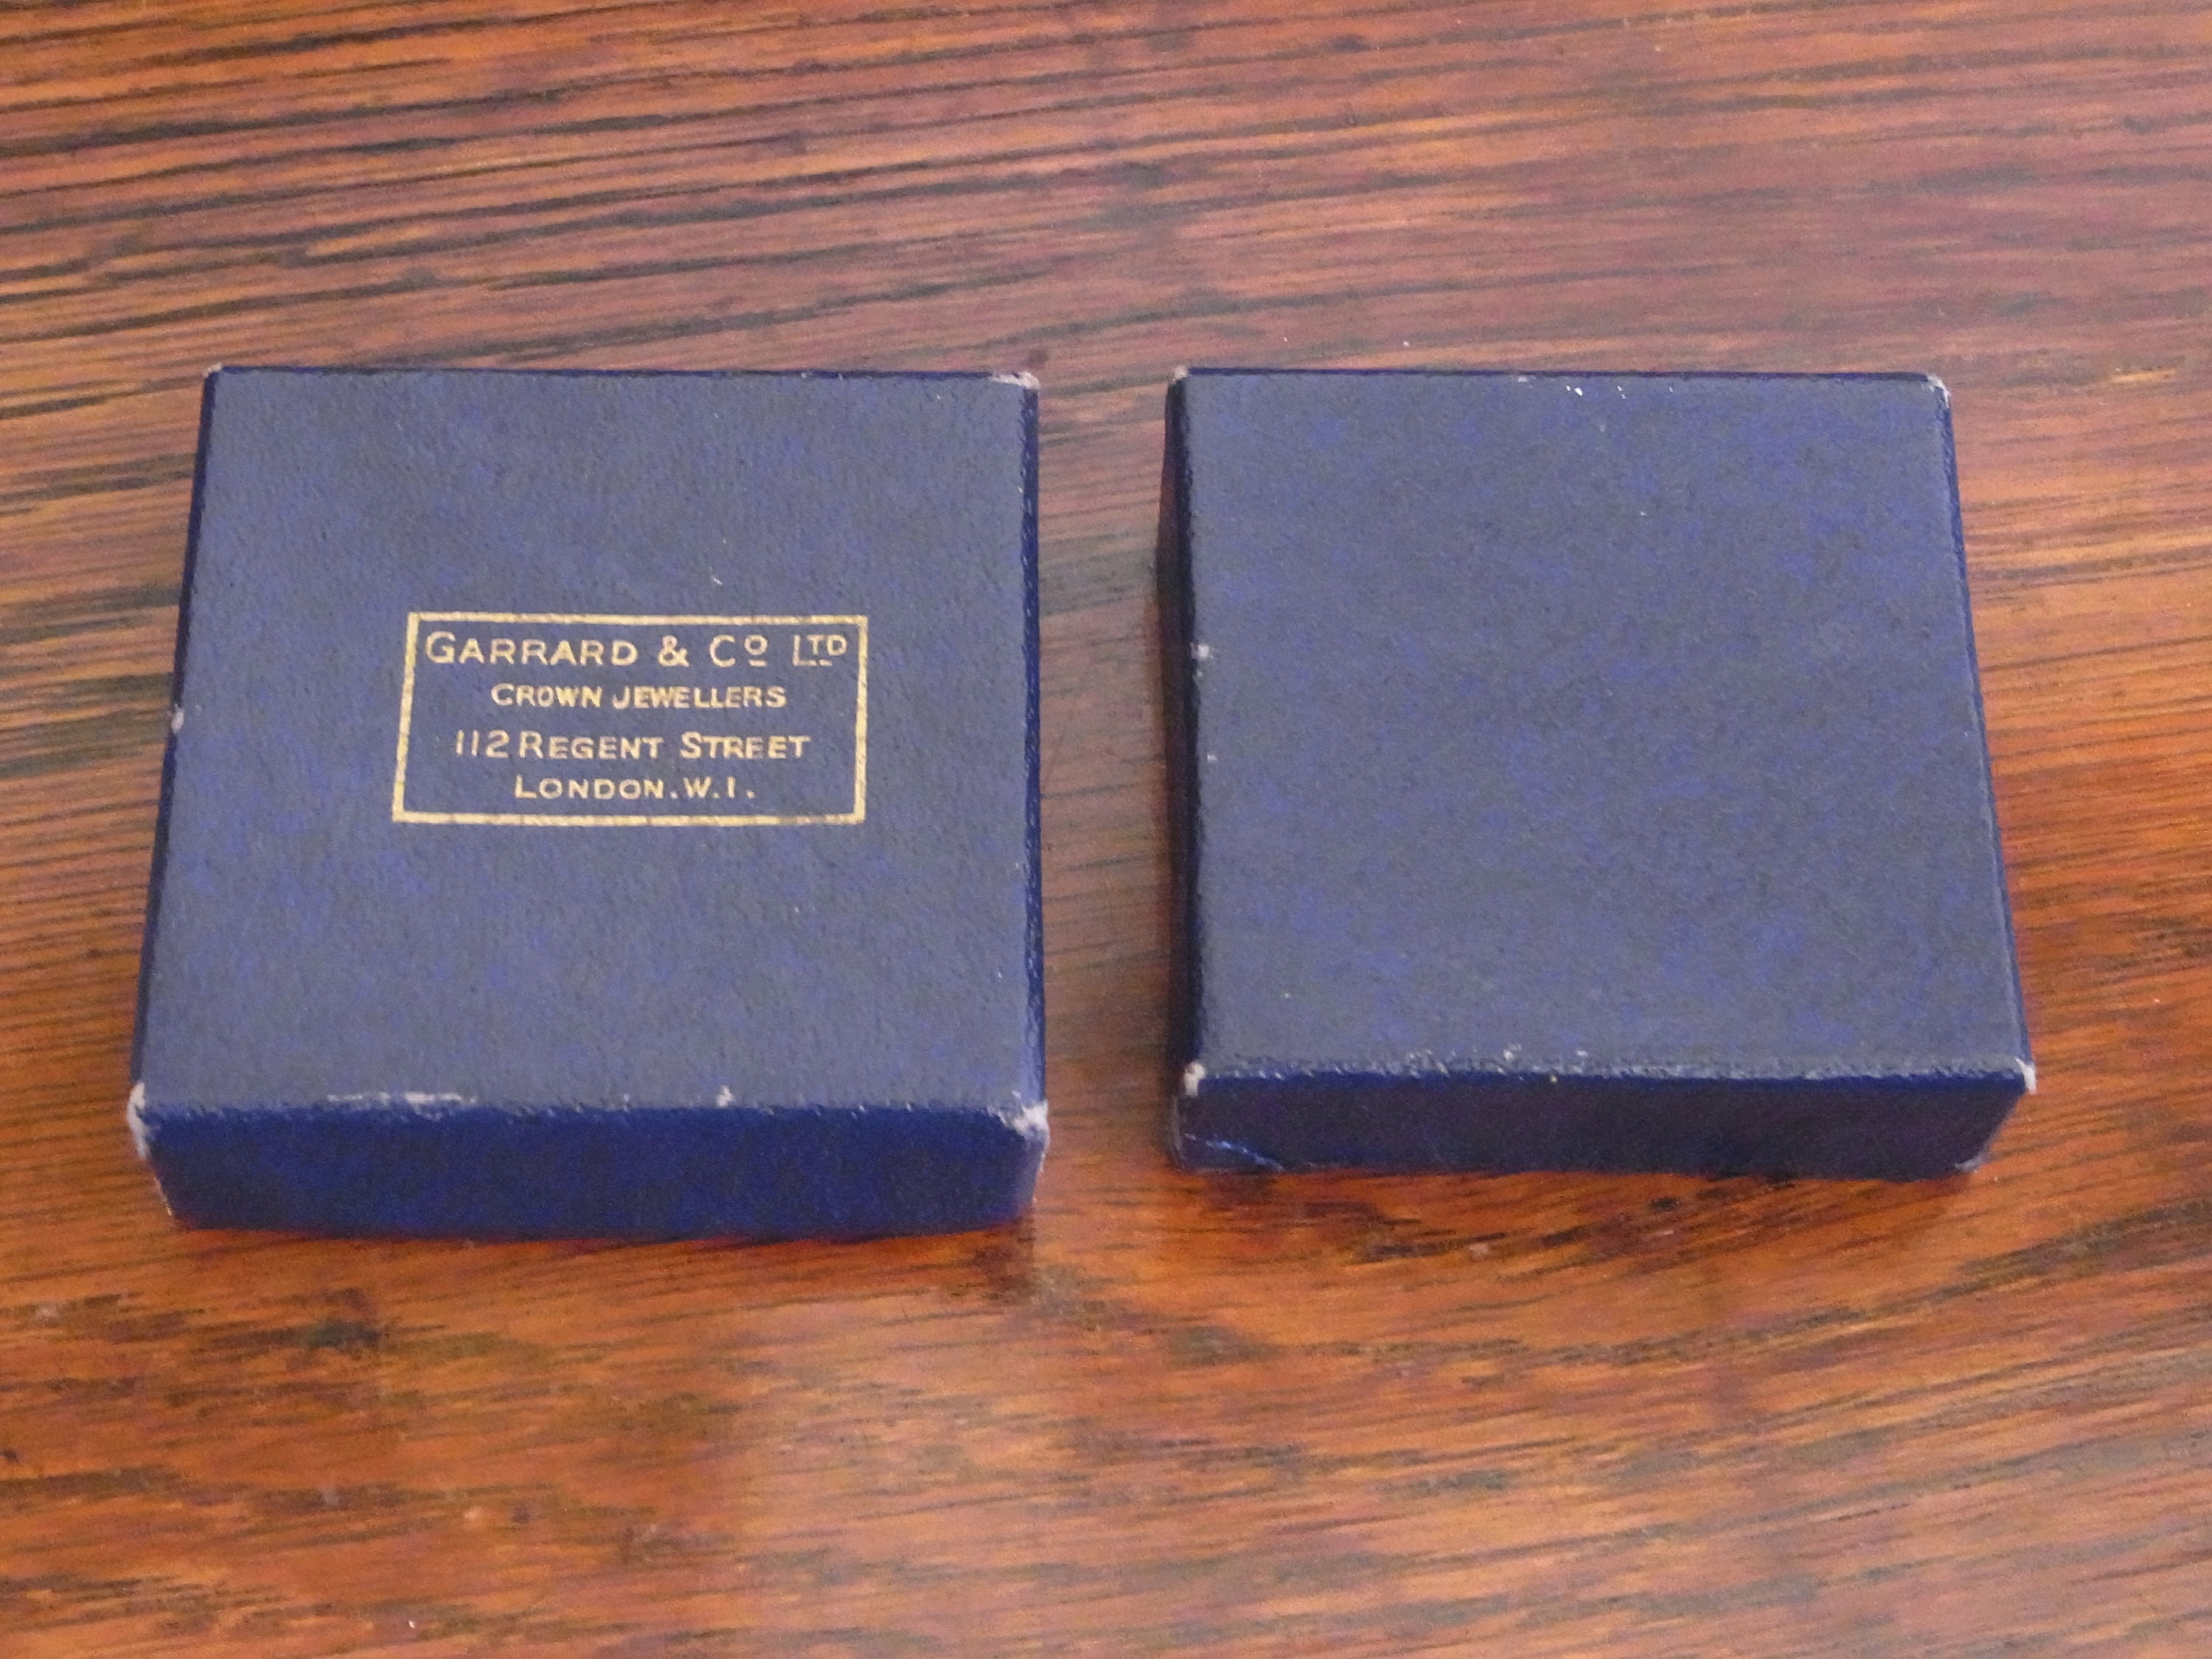 GARRARD & Cº LTD
CROWN JEWELLERS
112 REGENT STREET
LONDON.W.1.